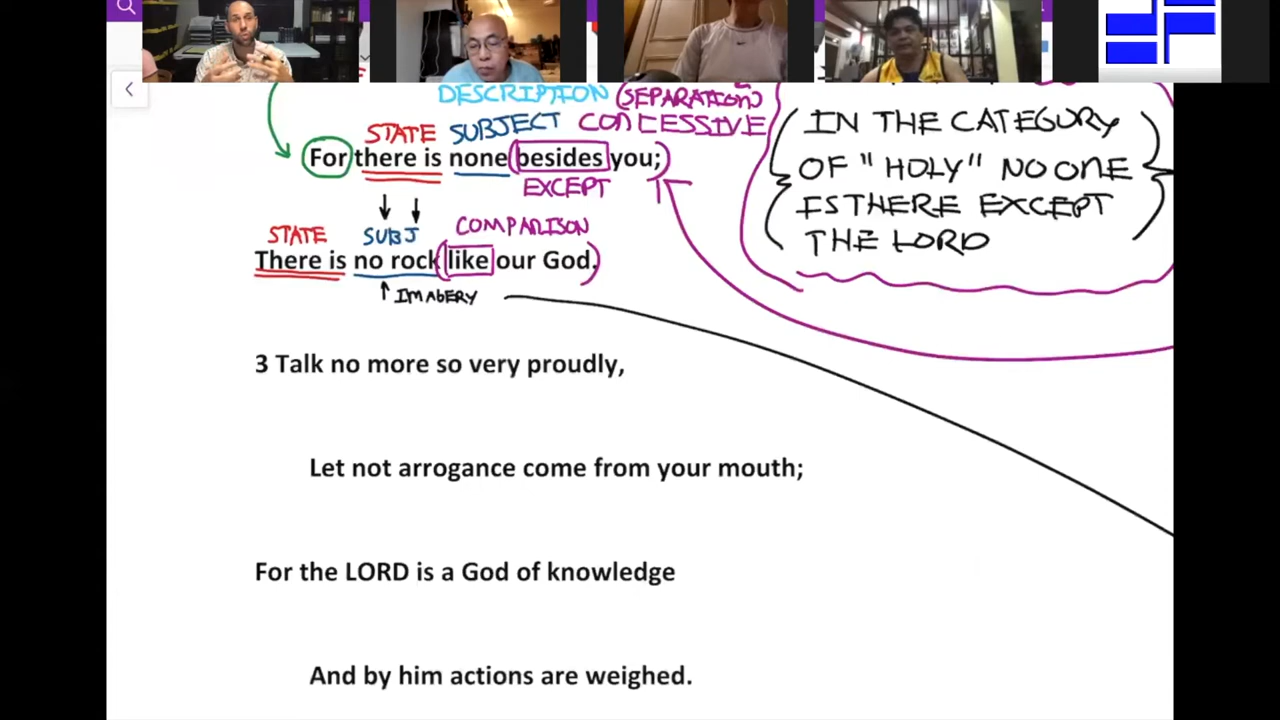 DESCRIPTION (SEPARATION)
STATE SUBJECT CONCESSIVE
For there is none (besides you;)
EXCEPT
STATE SUBJ COMPARISON
There is no rock (like our God.)
↑ IMAGERY
IN THE CATEGORY
OF "HOLY" NO ONE
IS THERE EXCEPT
THE LORD
3 Talk no more so very proudly,
Let not arrogance come from your mouth;
For the LORD is a God of knowledge
And by him actions are weighed.